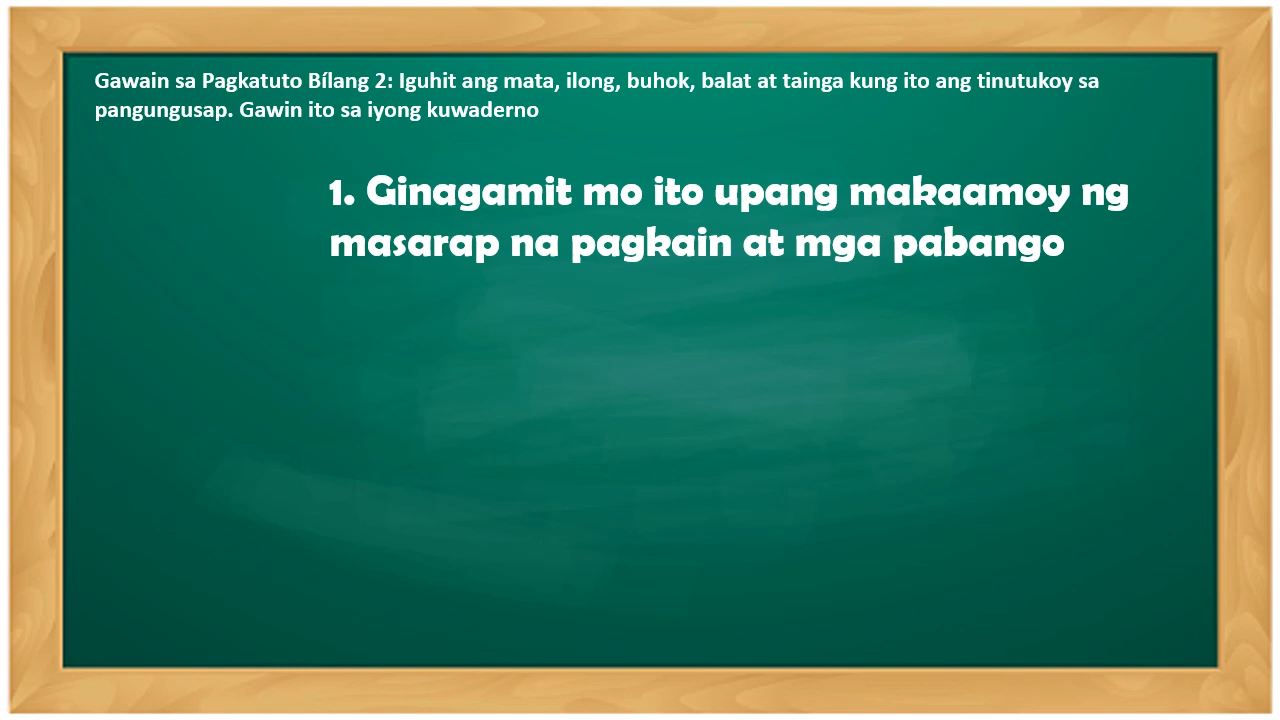 Gawain sa Pagkatuto Bílang 2: Iguhit ang mata, ilong, buhok, balat at tainga kung ito ang tinutukoy sa
pangungusap. Gawin ito sa iyong kuwaderno
1. Ginagamit mo ito upang makaamoy ng
masarap na pagkain at mga pabango